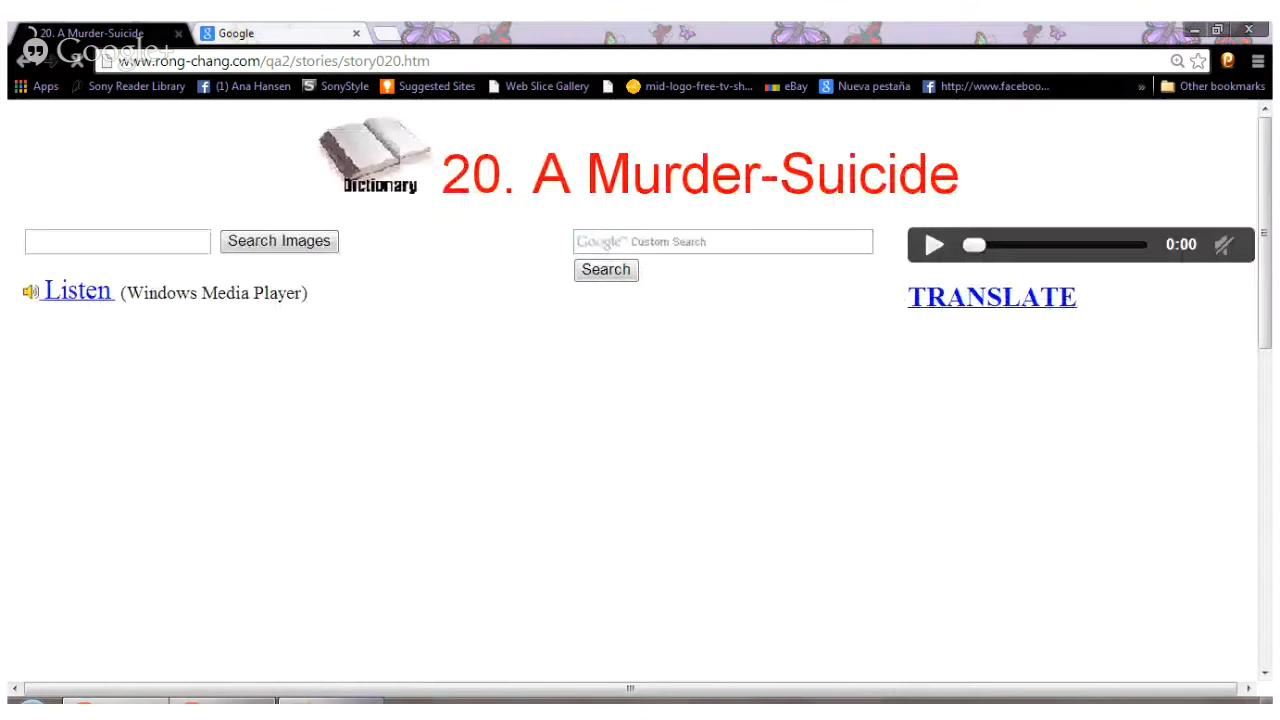 20. A Murder-Suicide
Google
Google+
www.rong-chang.com/qa2/stories/story020.htm
Apps Sony Reader Library (1) Ana Hansen SonyStyle Suggested Sites Web Slice Gallery mid-logo-free-tv-sh... eBay Nueva pestaña http://www.faceboo... » Other bookmarks
Dictionary 20. A Murder-Suicide
Search Images
Google™ Custom Search
0:00
Search
Listen (Windows Media Player)
TRANSLATE